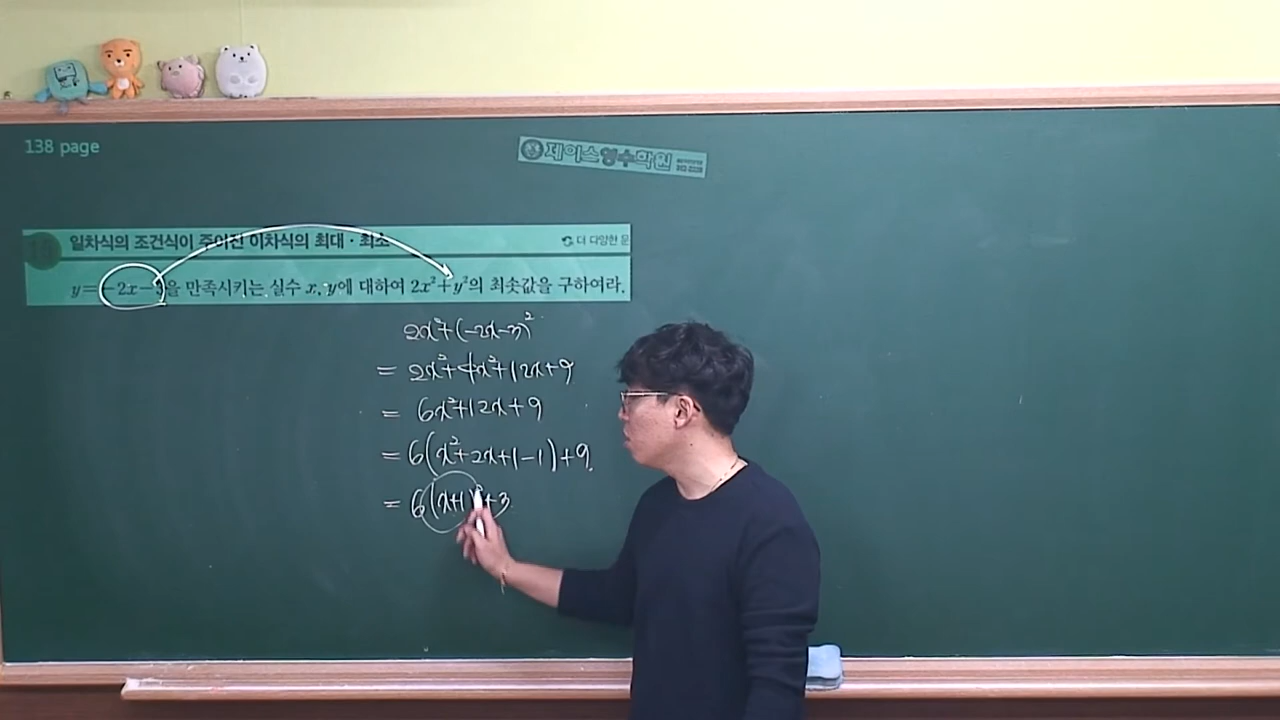 138 page
제이스영수학원
일차식의 조건식이 주어진 이차식의 최대·최소
더 다양한 문
y=-2x-3을 만족시키는 실수 x, y에 대하여 2x²+y²의 최솟값을 구하여라.
2x²+(-2x-3)²
= 2x²+4x²+12x+9
= 6x²+12x+9
= 6(x²+2x+1-1)+9
= 6(x+1)²+3